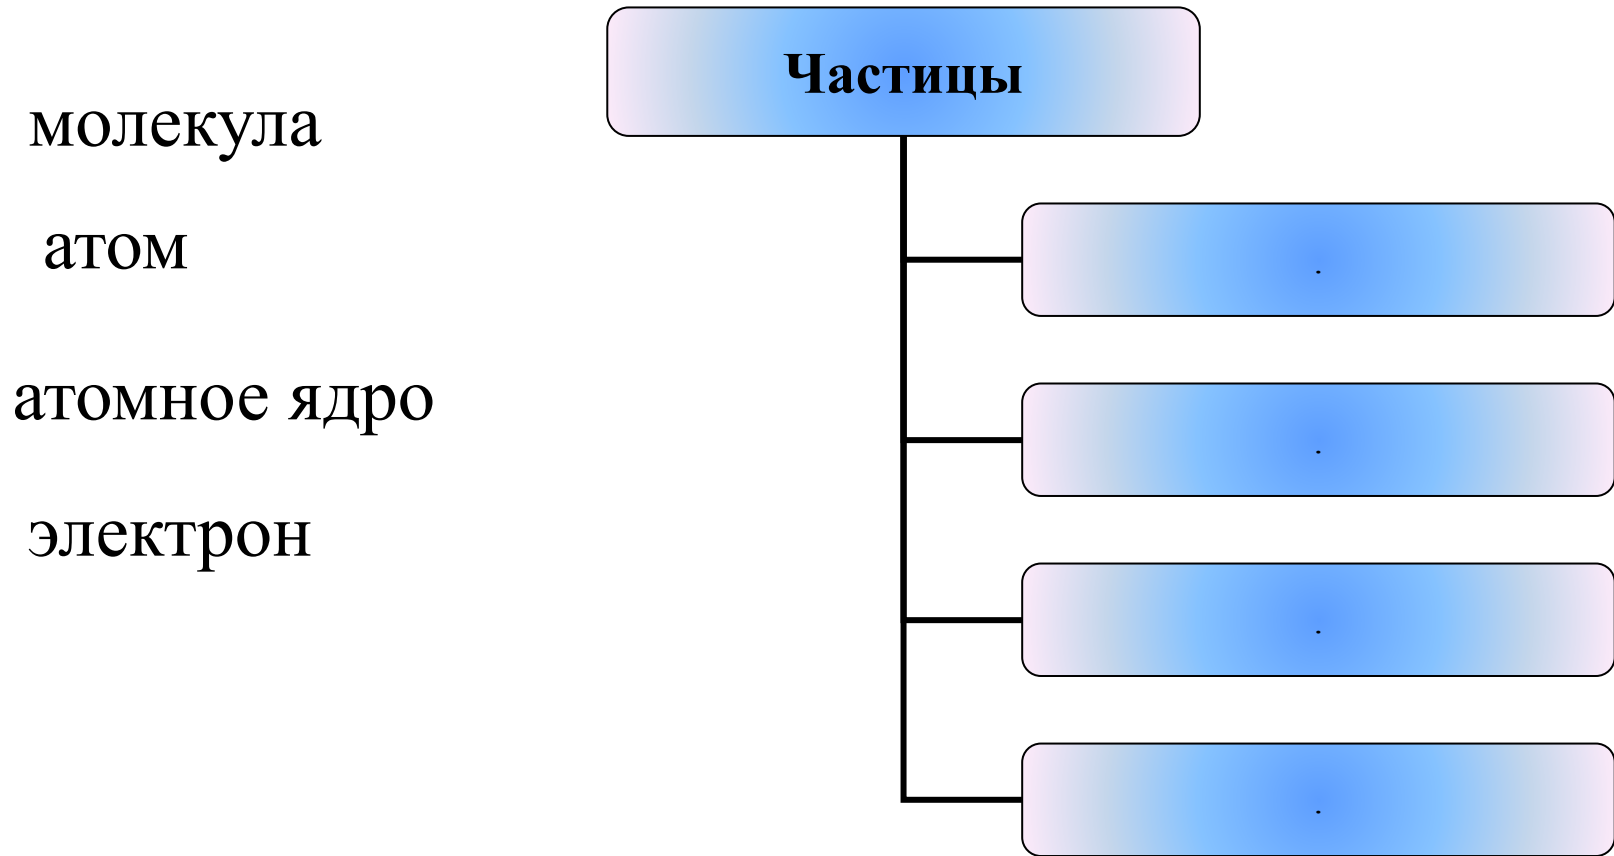 Частицы
молекула
атом
атомное ядро
электрон
.
.
.
.